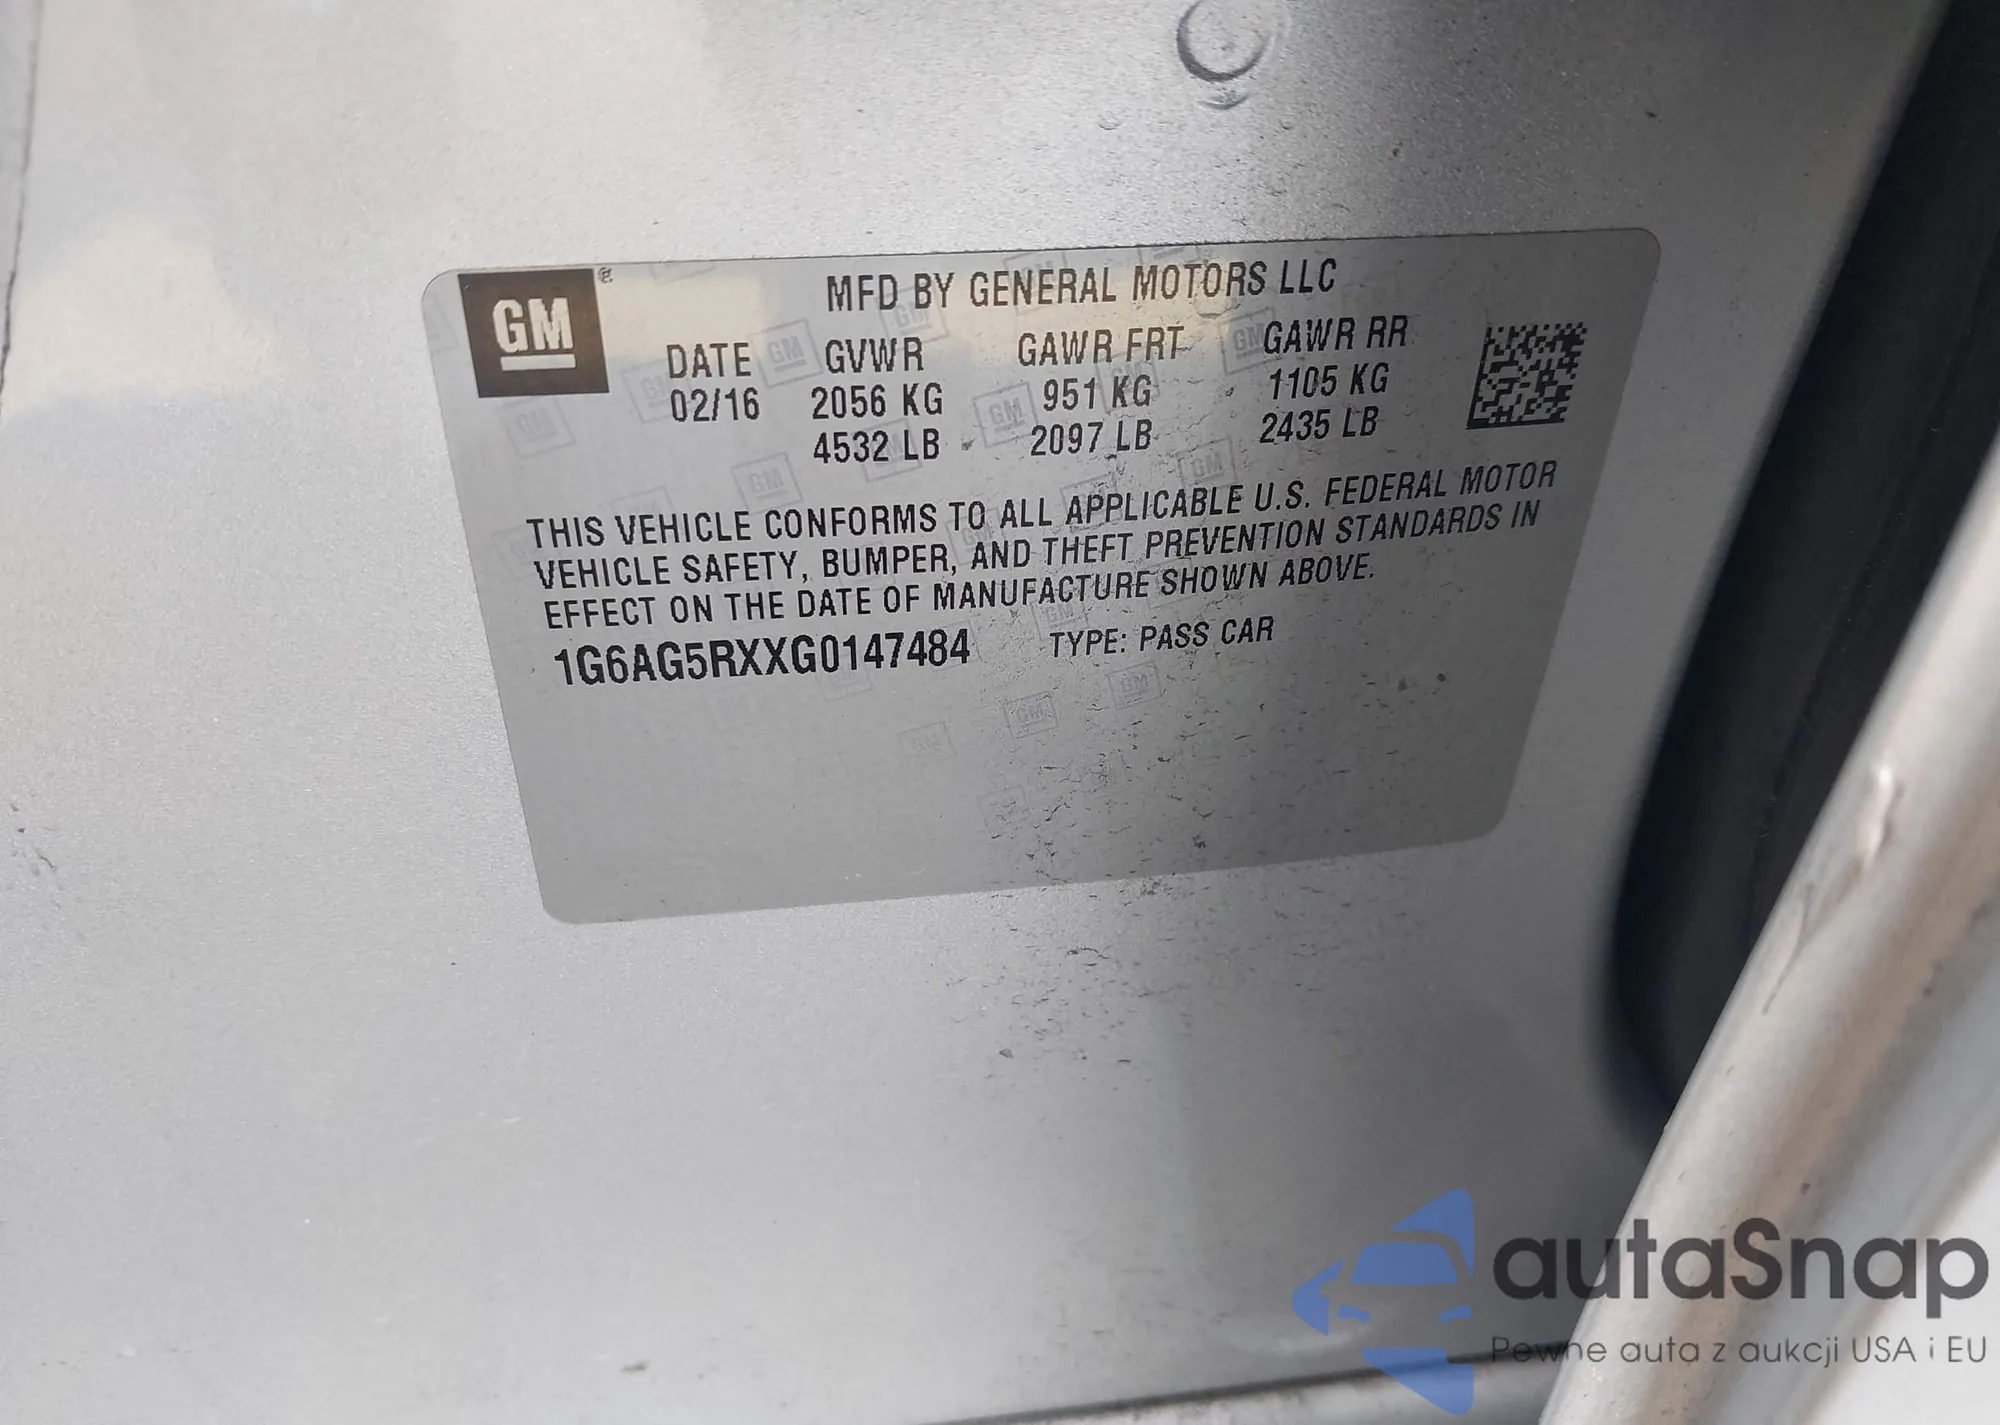 GM
MFD BY GENERAL MOTORS LLC
DATE GVWR GAWR FRT GAWR RR
02/16 2056 KG 951 KG 1105 KG
4532 LB 2097 LB 2435 LB
THIS VEHICLE CONFORMS TO ALL APPLICABLE U.S. FEDERAL MOTOR
VEHICLE SAFETY, BUMPER, AND THEFT PREVENTION STANDARDS IN
EFFECT ON THE DATE OF MANUFACTURE SHOWN ABOVE.
1G6AG5RXXG0147484 TYPE: PASS CAR
autaSnap
Pewne auta z aukcji USA i EU